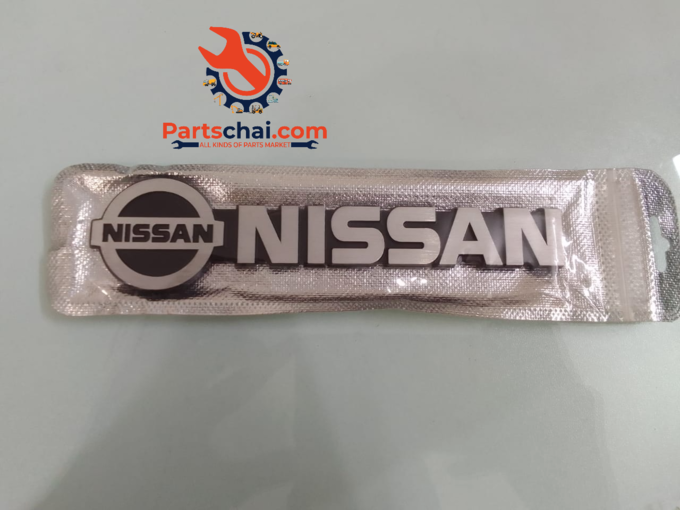 Partschai.com
ALL KINDS OF PARTS MARKET
NISSAN NISSAN